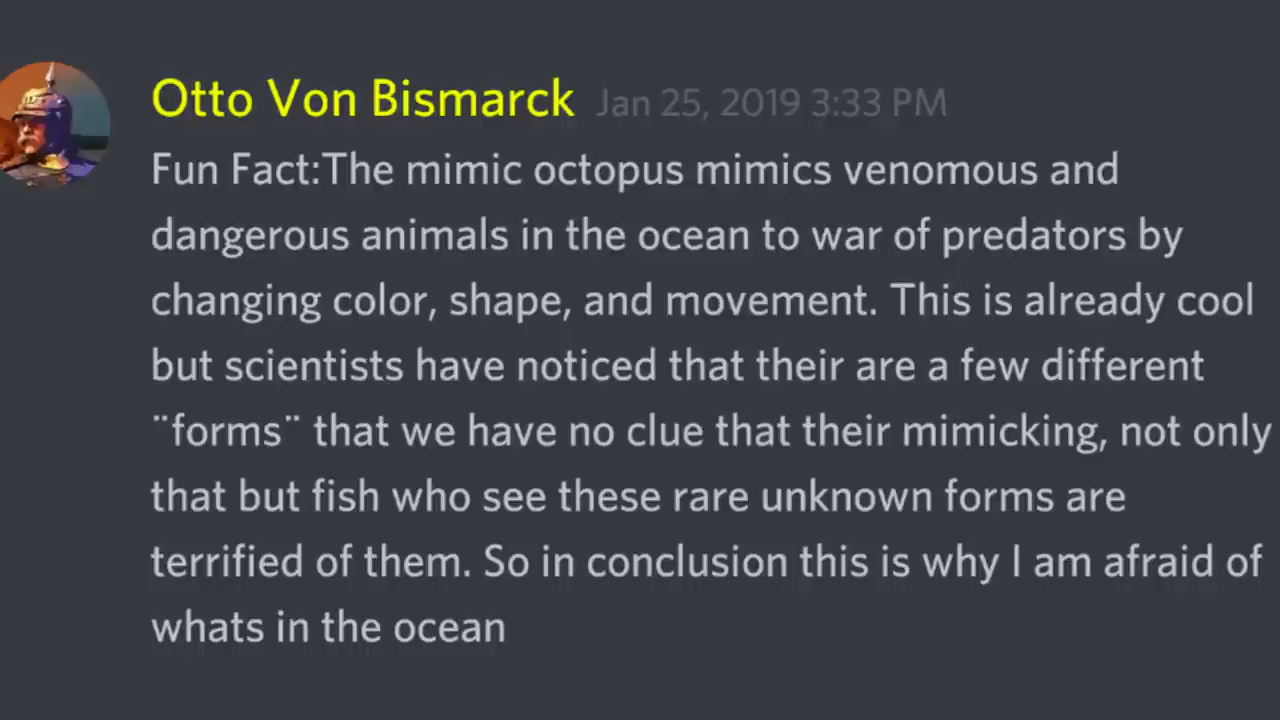 Otto Von Bismarck Jan 25, 2019 3:33 PM
Fun Fact:The mimic octopus mimics venomous and
dangerous animals in the ocean to war of predators by
changing color, shape, and movement. This is already cool
but scientists have noticed that their are a few different
"forms" that we have no clue that their mimicking, not only
that but fish who see these rare unknown forms are
terrified of them. So in conclusion this is why I am afraid of
whats in the ocean